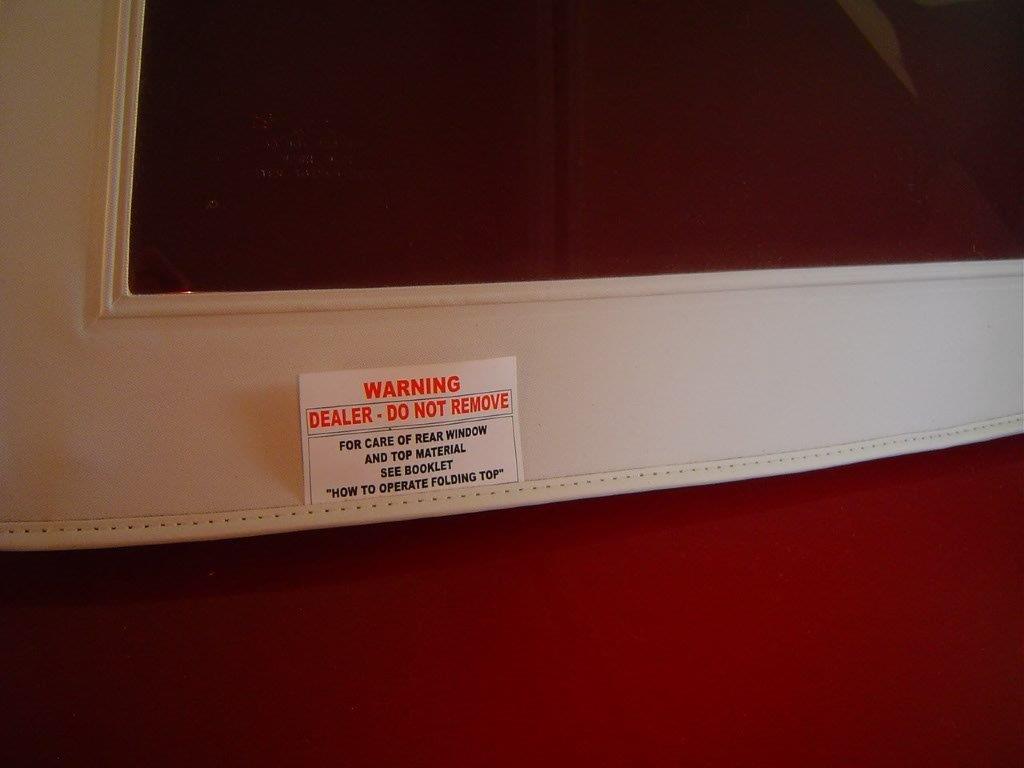 WARNING
DEALER - DO NOT REMOVE
FOR CARE OF REAR WINDOW
AND TOP MATERIAL
SEE BOOKLET
"HOW TO OPERATE FOLDING TOP"